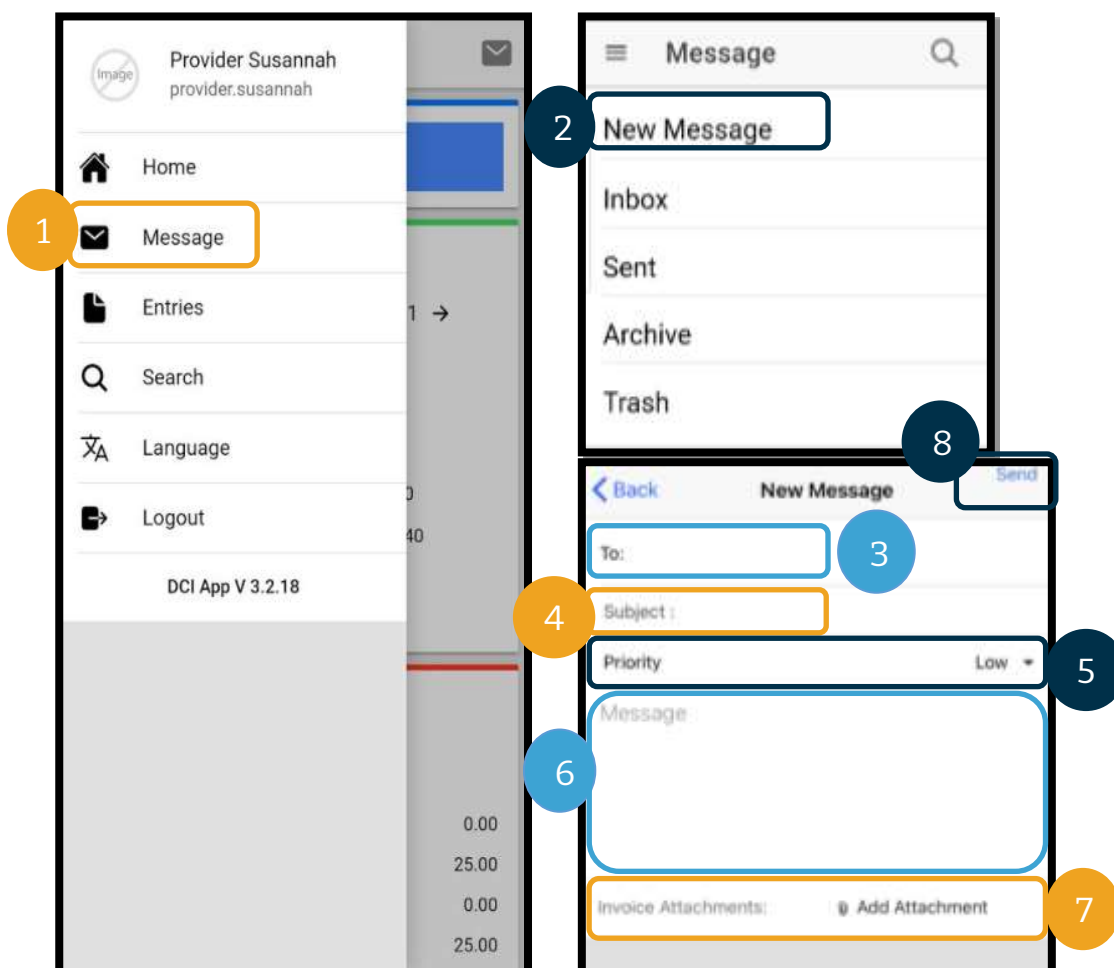 Image
Provider Susannah
provider.susannah
Home
1
Message
Entries
1 →
Search
Language
Logout
40
DCI App V 3.2.18
0.00
25.00
0.00
25.00
Message
2
New Message
Inbox
Sent
Archive
Trash
8
Back
New Message
Send
To:
3
4
Subject :
Priority
Low
5
Message
6
Invoice Attachments:
Add Attachment
7